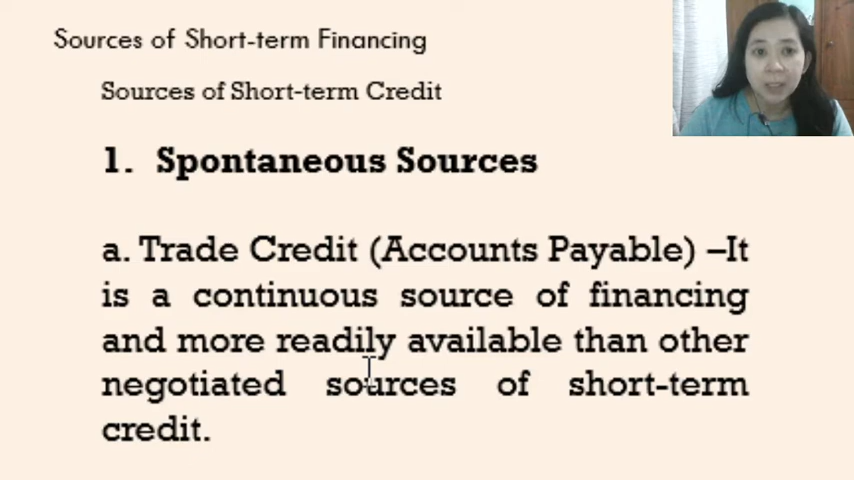 Sources of Short-term Financing
Sources of Short-term Credit
1. Spontaneous Sources
a. Trade Credit (Accounts Payable) –It
is a continuous source of financing
and more readily available than other
negotiated sources of short-term
credit.